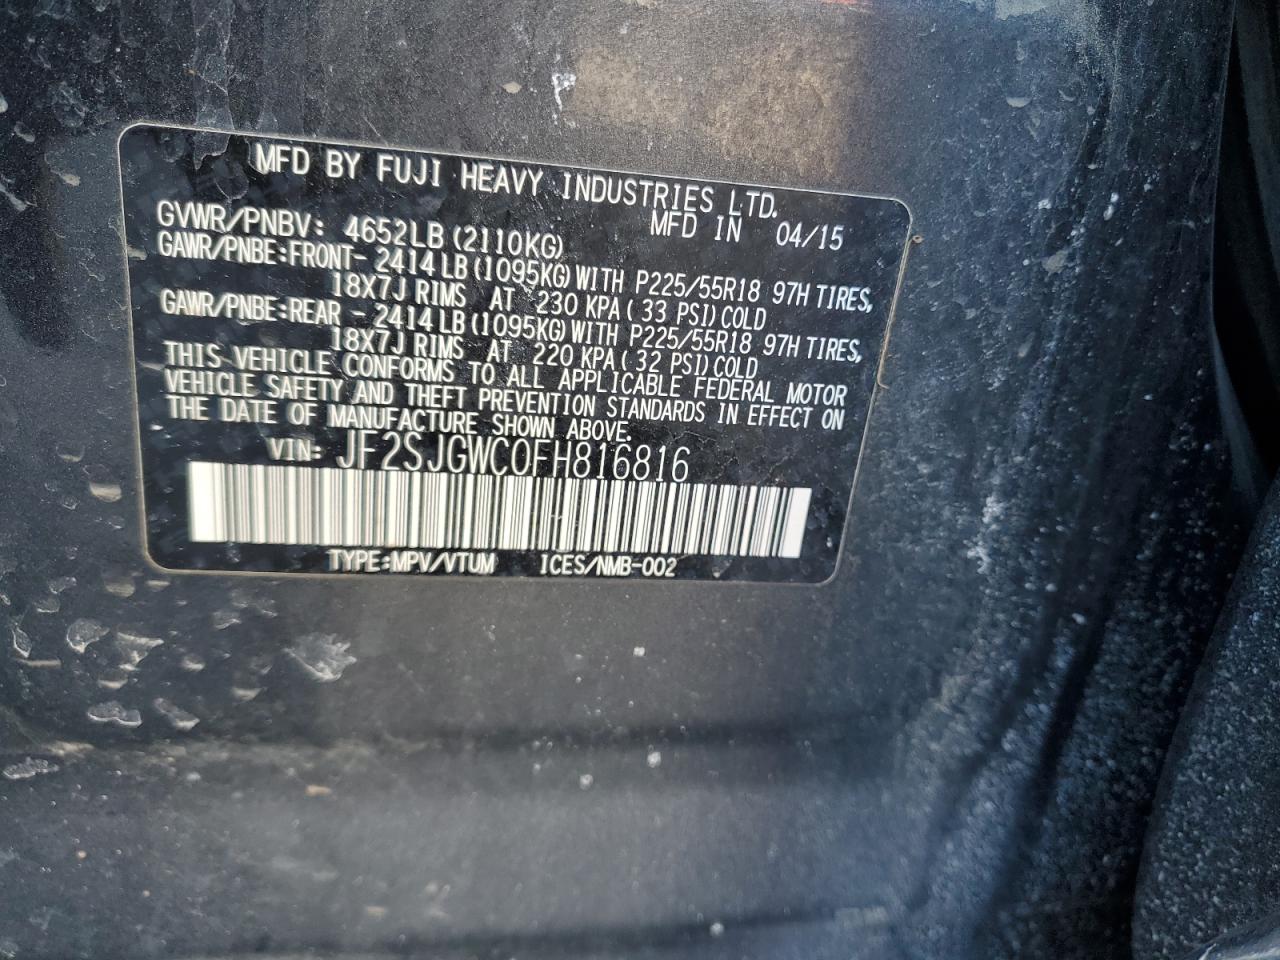 MFD BY FUJI HEAVY INDUSTRIES LTD.
MFD IN 04/15
GVWR/PNBV: 4652LB (2110KG)
GAWR/PNBE:FRONT- 2414LB (1095KG) WITH P225/55R18 97H TIRES,
18X7J RIMS AT 230 KPA ( 33 PSI) COLD
GAWR/PNBE:REAR - 2414LB (1095KG) WITH P225/55R18 97H TIRES,
18X7J RIMS AT 220 KPA ( 32 PSI) COLD
THIS VEHICLE CONFORMS TO ALL APPLICABLE FEDERAL MOTOR
VEHICLE SAFETY AND THEFT PREVENTION STANDARDS IN EFFECT ON
THE DATE OF MANUFACTURE SHOWN ABOVE.
VIN: JF2SJGWC0FH816816
TYPE:MPV/VTUM ICES/NMB-002